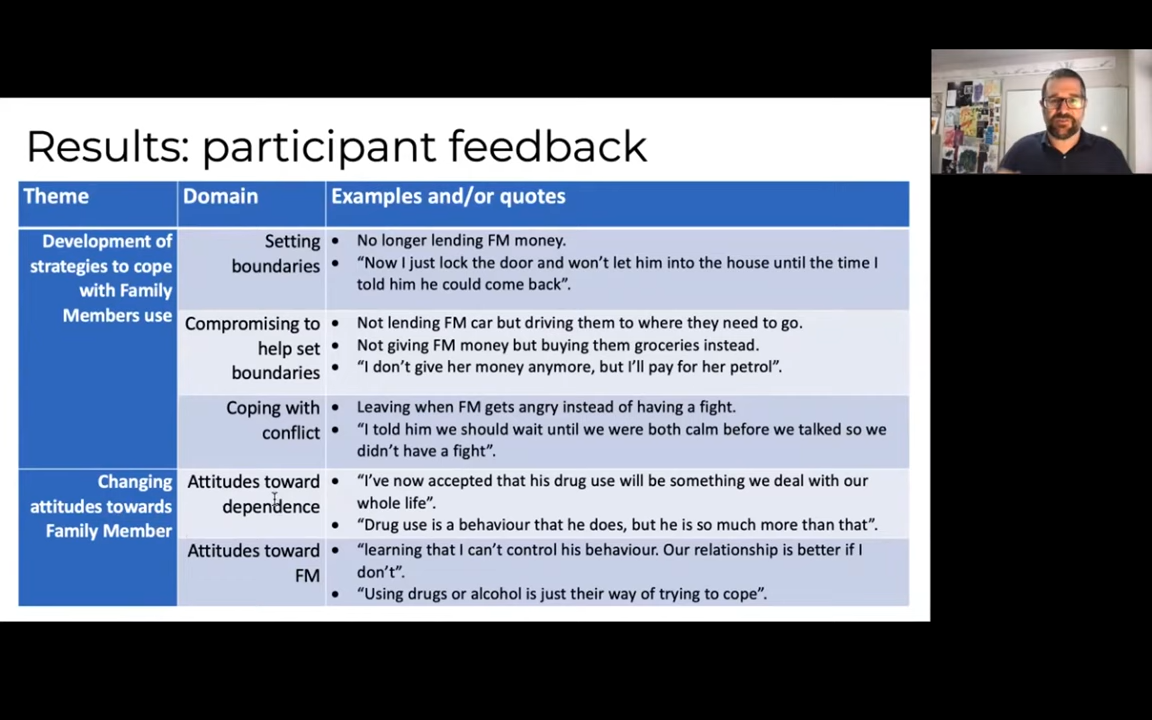 Results: participant feedback
Theme
Domain
Examples and/or quotes
Development of
strategies to cope
with Family
Members use
Setting
boundaries
• No longer lending FM money.
• “Now I just lock the door and won’t let him into the house until the time I
told him he could come back”.
Compromising to
help set
boundaries
• Not lending FM car but driving them to where they need to go.
• Not giving FM money but buying them groceries instead.
• “I don’t give her money anymore, but I’ll pay for her petrol”.
Coping with
conflict
• Leaving when FM gets angry instead of having a fight.
• “I told him we should wait until we were both calm before we talked so we
didn’t have a fight”.
Changing
attitudes towards
Family Member
Attitudes toward
dependence
• “I’ve now accepted that his drug use will be something we deal with our
whole life”.
• “Drug use is a behaviour that he does, but he is so much more than that”.
Attitudes toward
FM
• “learning that I can’t control his behaviour. Our relationship is better if I
don’t”.
• “Using drugs or alcohol is just their way of trying to cope”.